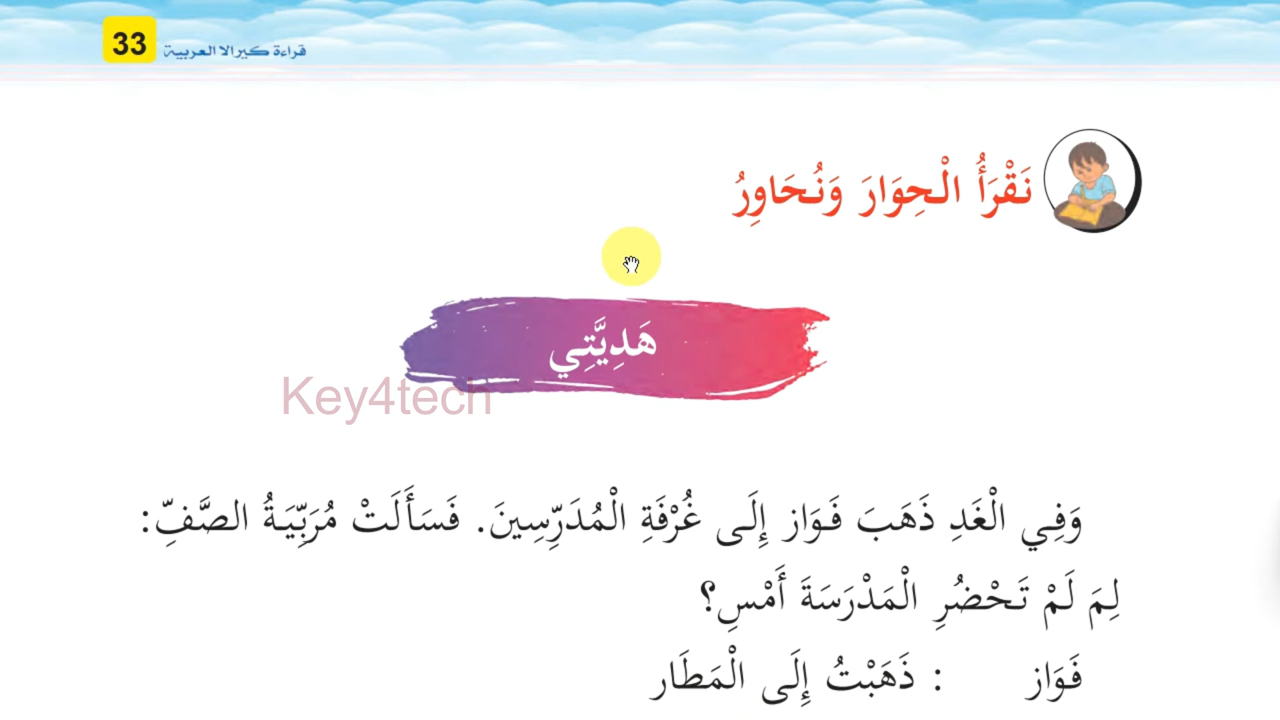 33 قراءة كيرالا العربية
نَقْرَأُ الْحِوَارَ وَنُحَاوِرُ
هَدِيَّتِي
Key4tech
وَفِي الْغَدِ ذَهَبَ فَوَاز إِلَى غُرْفَةِ الْمُدَرِّسِينَ. فَسَأَلَتْ مُرَبِّيَةُ الصَّفِّ:
لِمَ لَمْ تَحْضُرِ الْمَدْرَسَةَ أَمْسِ؟
فَوَاز : ذَهَبْتُ إِلَى الْمَطَار